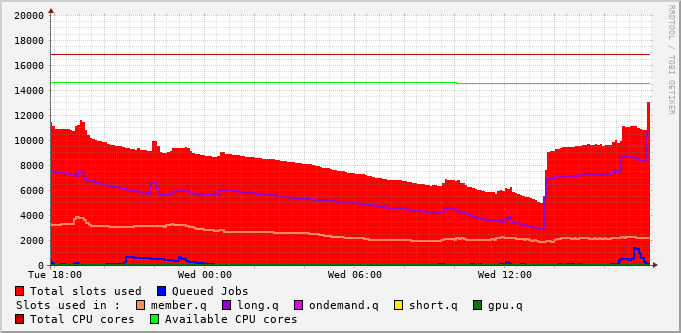 20000
18000
16000
14000
12000
10000
8000
6000
4000
2000
0
Tue 18:00 Wed 00:00 Wed 06:00 Wed 12:00
Total slots used Queued Jobs
Slots used in : member.q long.q ondemand.q short.q gpu.q
Total CPU cores Available CPU cores
RRDTOOL / TOBI OETIKER